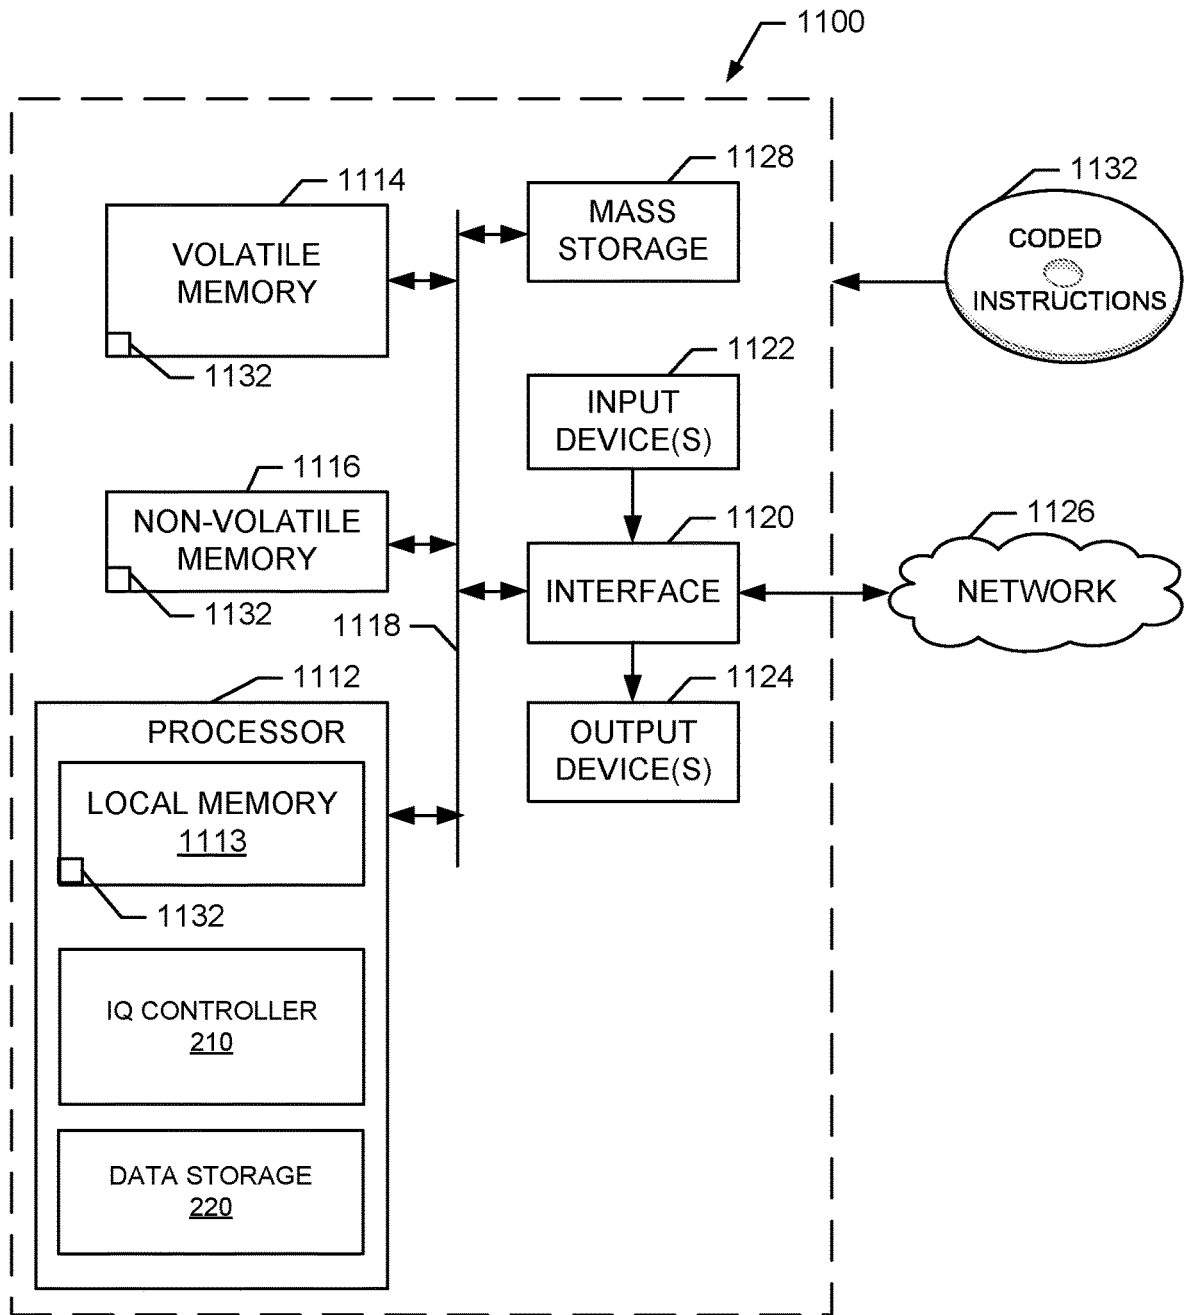 1100
1114
VOLATILE
MEMORY
1132
1128
MASS
STORAGE
1132
CODED
INSTRUCTIONS
1122
INPUT
DEVICE(S)
1116
NON-VOLATILE
MEMORY
1132
1120
INTERFACE
1126
NETWORK
1118
1124
OUTPUT
DEVICE(S)
1112
PROCESSOR
LOCAL MEMORY
1113
1132
IQ CONTROLLER
210
DATA STORAGE
220